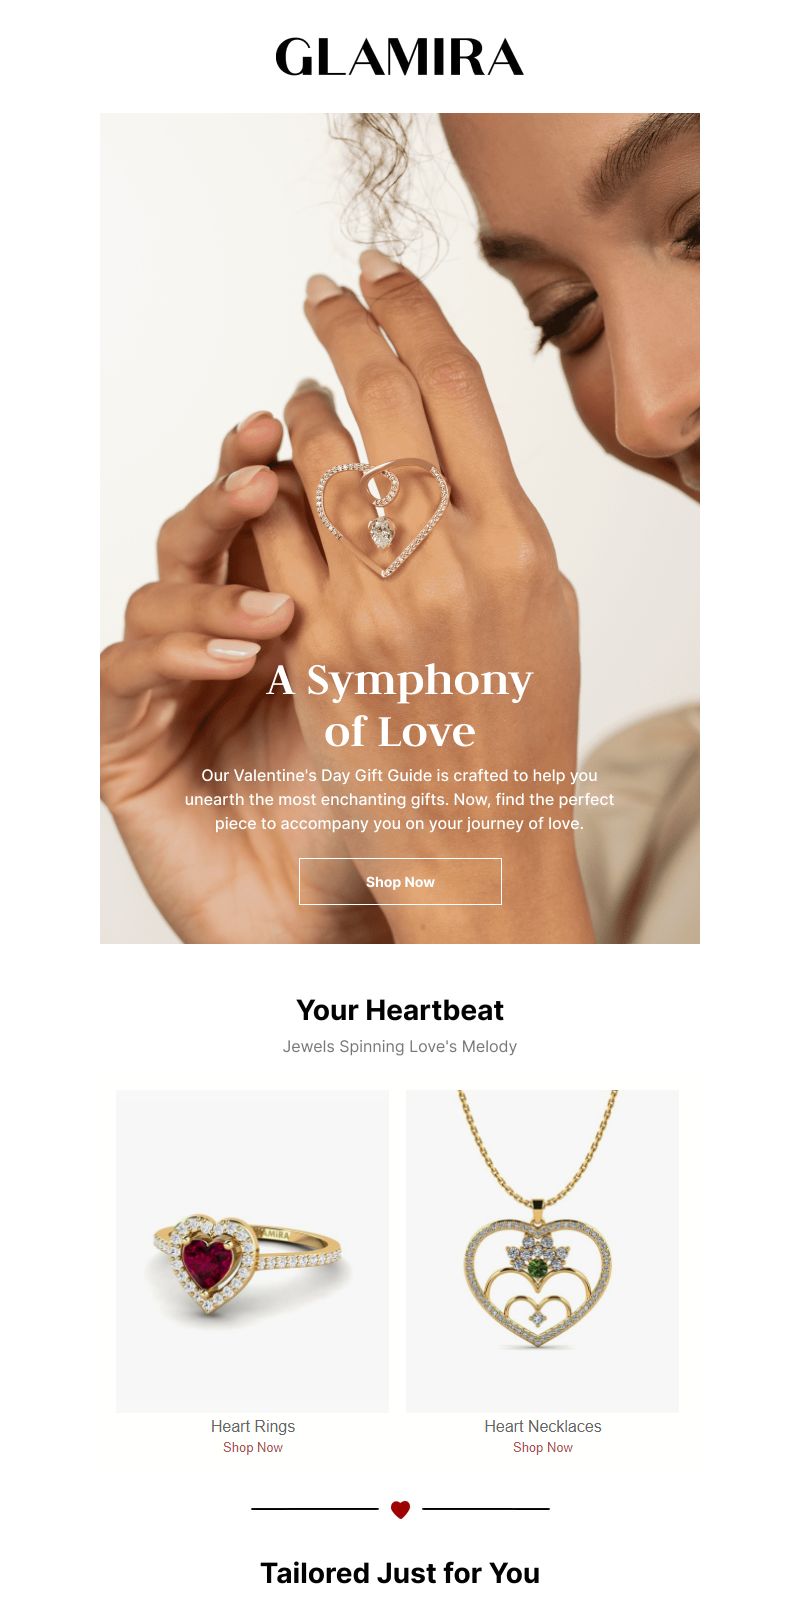 GLAMIRA
A Symphony
of Love
Our Valentine's Day Gift Guide is crafted to help you
unearth the most enchanting gifts. Now, find the perfect
piece to accompany you on your journey of love.
Shop Now
Your Heartbeat
Jewels Spinning Love's Melody
AMIRA
Heart Rings
Heart Necklaces
Shop Now
Shop Now
Tailored Just for You